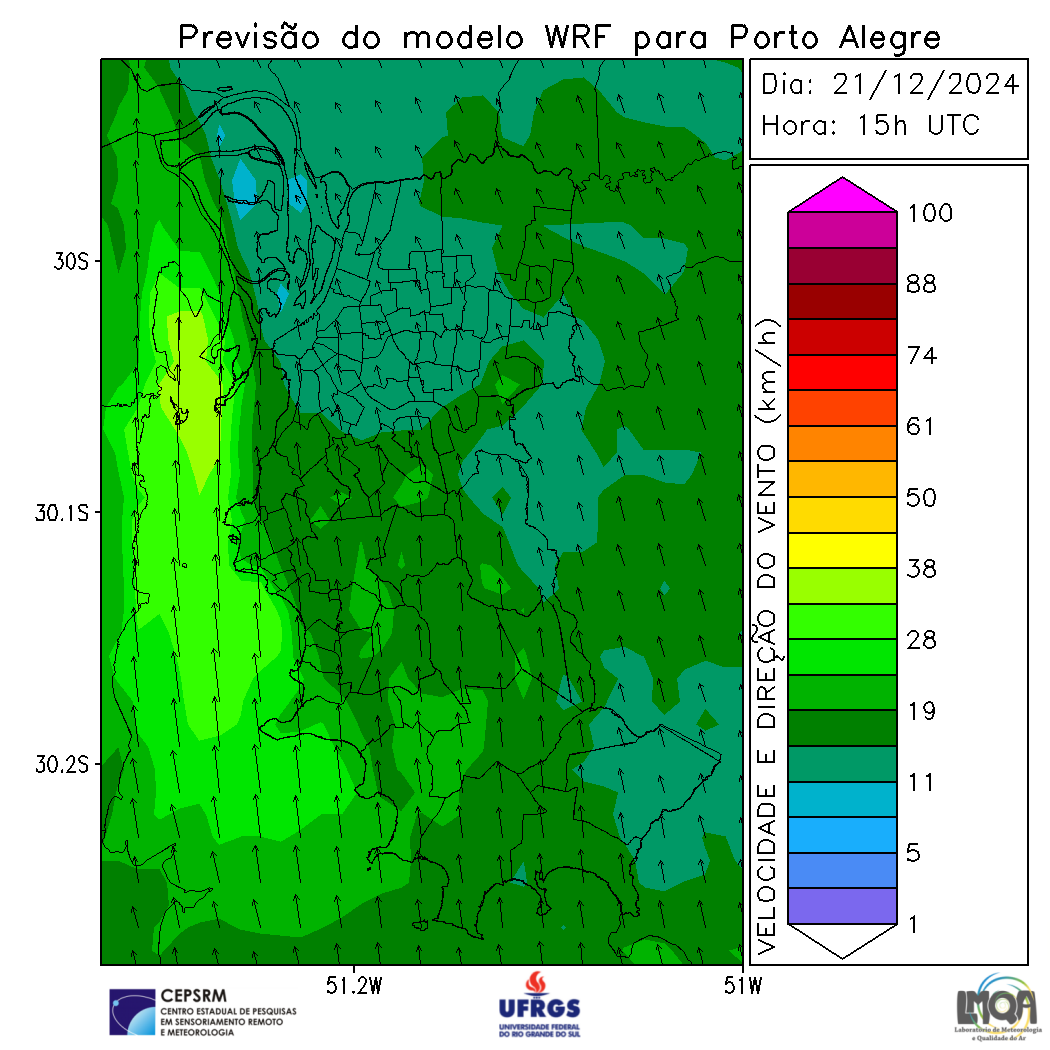 Previsão do modelo WRF para Porto Alegre
Dia: 21/12/2024
Hora: 15h UTC
30S
30.1S
30.2S
51.2W
51W
VELOCIDADE E DIREÇÃO DO VENTO (km/h)
100
88
74
61
50
38
28
19
11
5
1
CEPSRM
CENTRO ESTADUAL DE PESQUISAS
EM SENSORIAMENTO REMOTO
E METEOROLOGIA
UFRGS
UNIVERSIDADE FEDERAL
DO RIO GRANDE DO SUL
LMQA
Laboratório de Meteorologia
e Qualidade do Ar